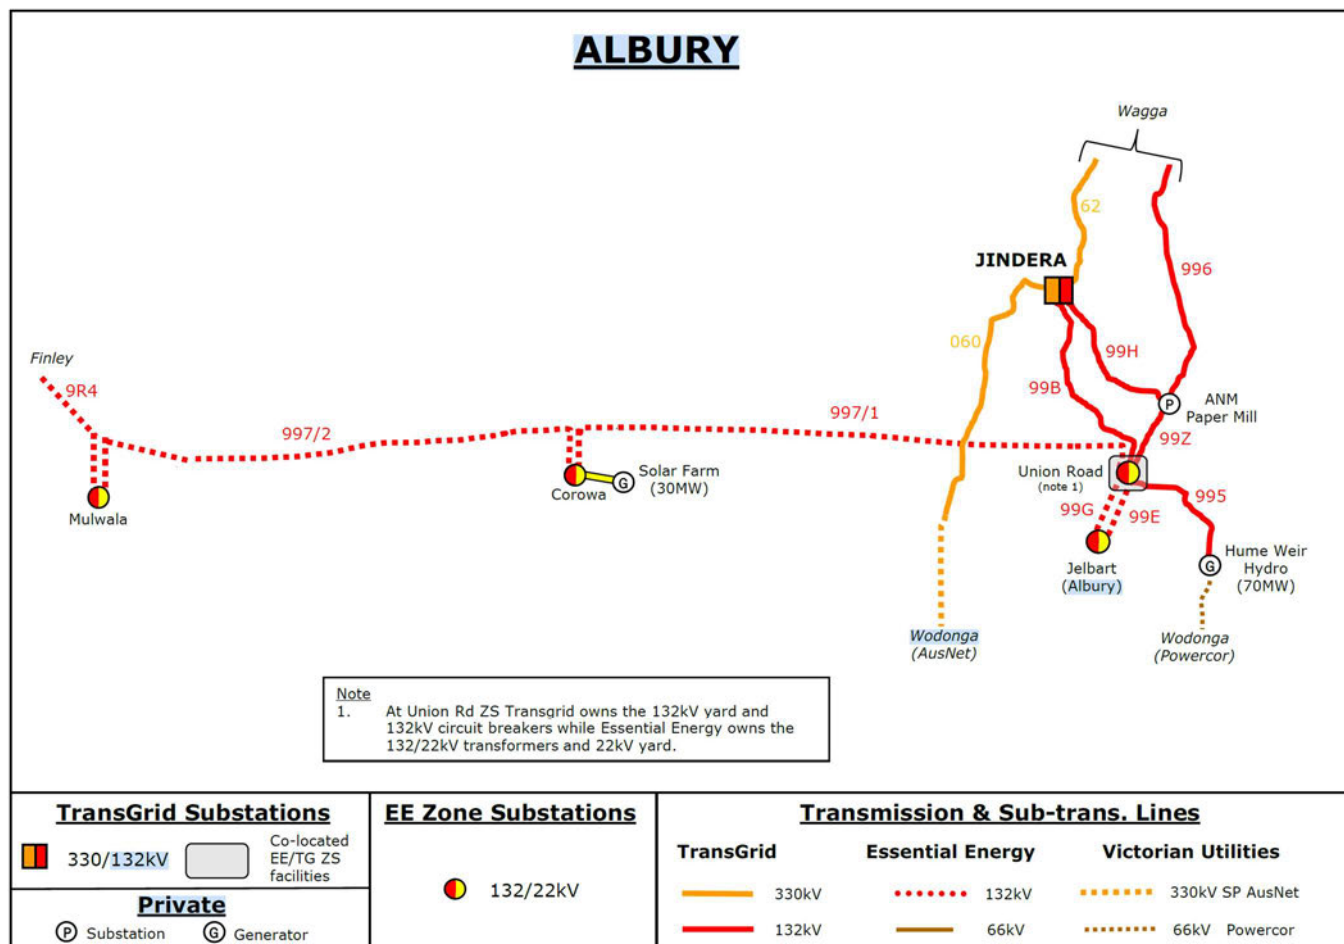 ALBURY
Wagga
62
JINDERA
996
060
99H
Finley
9R4
99B
ANM
Paper Mill
997/2
997/1
99Z
Union Road
(note 1)
Solar Farm
(30MW)
Corowa
Mulwala
995
99G
99E
Jelbart
(Albury)
Hume Weir
Hydro
(70MW)
Wodonga
(AusNet)
Wodonga
(Powercor)
P
G
G
Note
1. At Union Rd ZS Transgrid owns the 132kV yard and
132kV circuit breakers while Essential Energy owns the
132/22kV transformers and 22kV yard.
TransGrid Substations
330/132kV
Co-located
EE/TG ZS
facilities
Private
P Substation
G Generator
EE Zone Substations
132/22kV
Transmission & Sub-trans. Lines
TransGrid
330kV
132kV
Essential Energy
132kV
66kV
Victorian Utilities
330kV SP AusNet
66kV Powercor